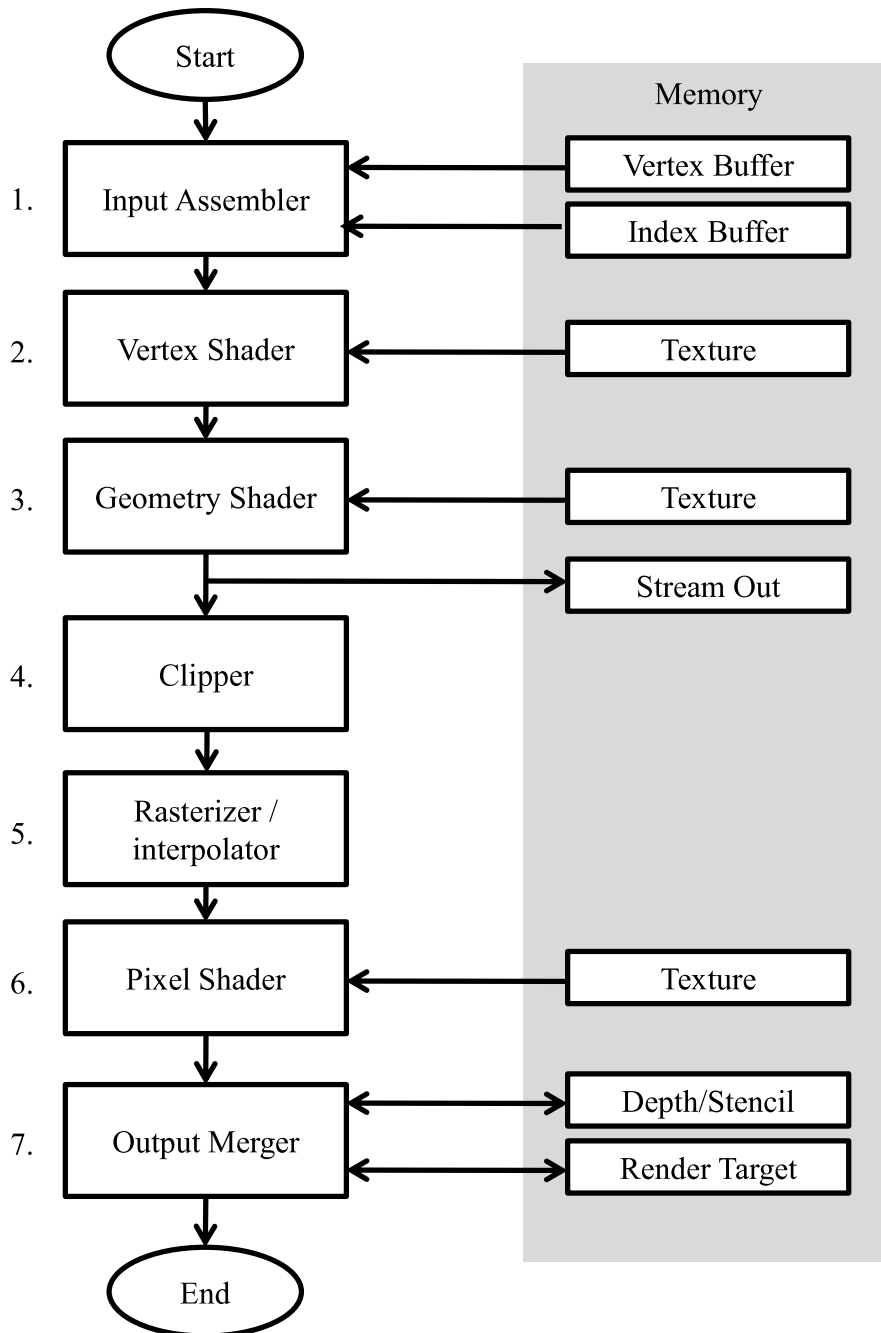 Start
Memory
1.
Input Assembler
Vertex Buffer
Index Buffer
2.
Vertex Shader
Texture
3.
Geometry Shader
Texture
Stream Out
4.
Clipper
5.
Rasterizer /
interpolator
6.
Pixel Shader
Texture
7.
Output Merger
Depth/Stencil
Render Target
End